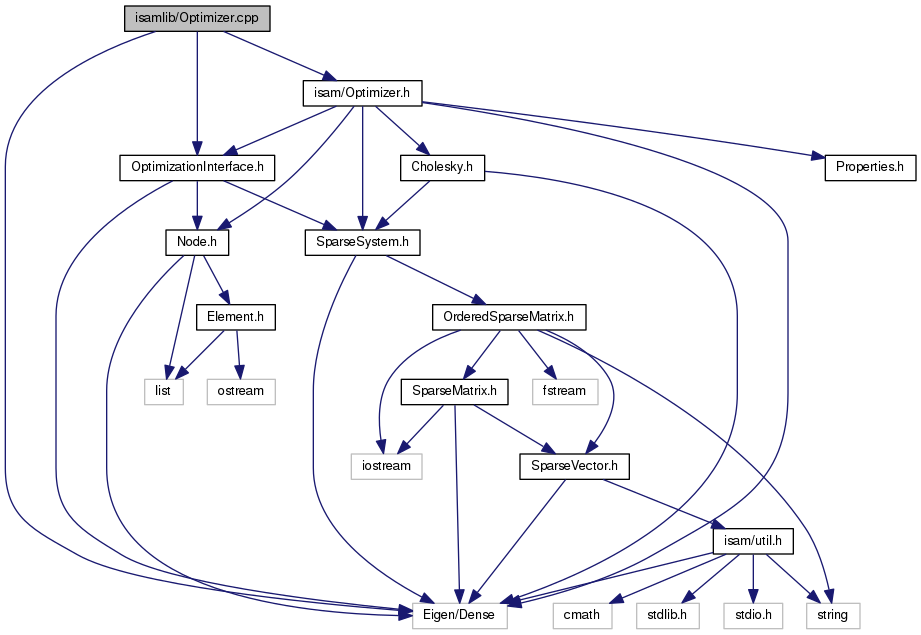 isamlib/Optimizer.cpp
isam/Optimizer.h
OptimizationInterface.h
Cholesky.h
Properties.h
Node.h
SparseSystem.h
Element.h
OrderedSparseMatrix.h
list
ostream
SparseMatrix.h
fstream
iostream
SparseVector.h
isam/util.h
Eigen/Dense
cmath
stdlib.h
stdio.h
string